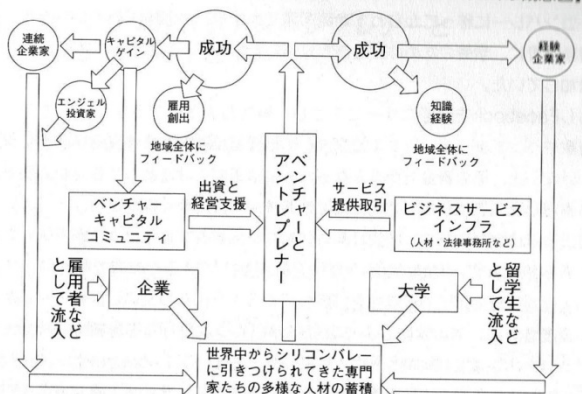 連続
企業家
キャピタル
ゲイン
成功
成功
経験
企業家
エンジェル
投資家
雇用
創出
知識
経験
地域全体に
フィードバック
地域全体に
フィードバック
ベンチャー
キャピタル
コミュニティ
出資と
経営支援
ベンチャーと
アントレプレナ
サービス
提供取引
ビジネスサービス
インフラ
(人材・法律事務所など)
雇用者など
として流入
企業
大学
留学生など
として流入
世界中からシリコンバレー
に引きつけられてきた専門
家たちの多様な人材の蓄積